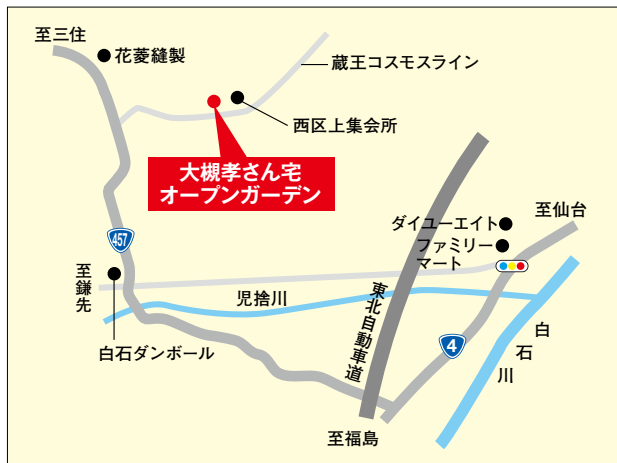 至三住
花菱縫製
蔵王コスモスライン
西区上集会所
大槻孝さん宅
オープンガーデン
ダイユーエイト
至仙台
ファミリー
マート
457
至鎌先
児捨川
東北自動車道
白石ダンボール
4
白石川
至福島